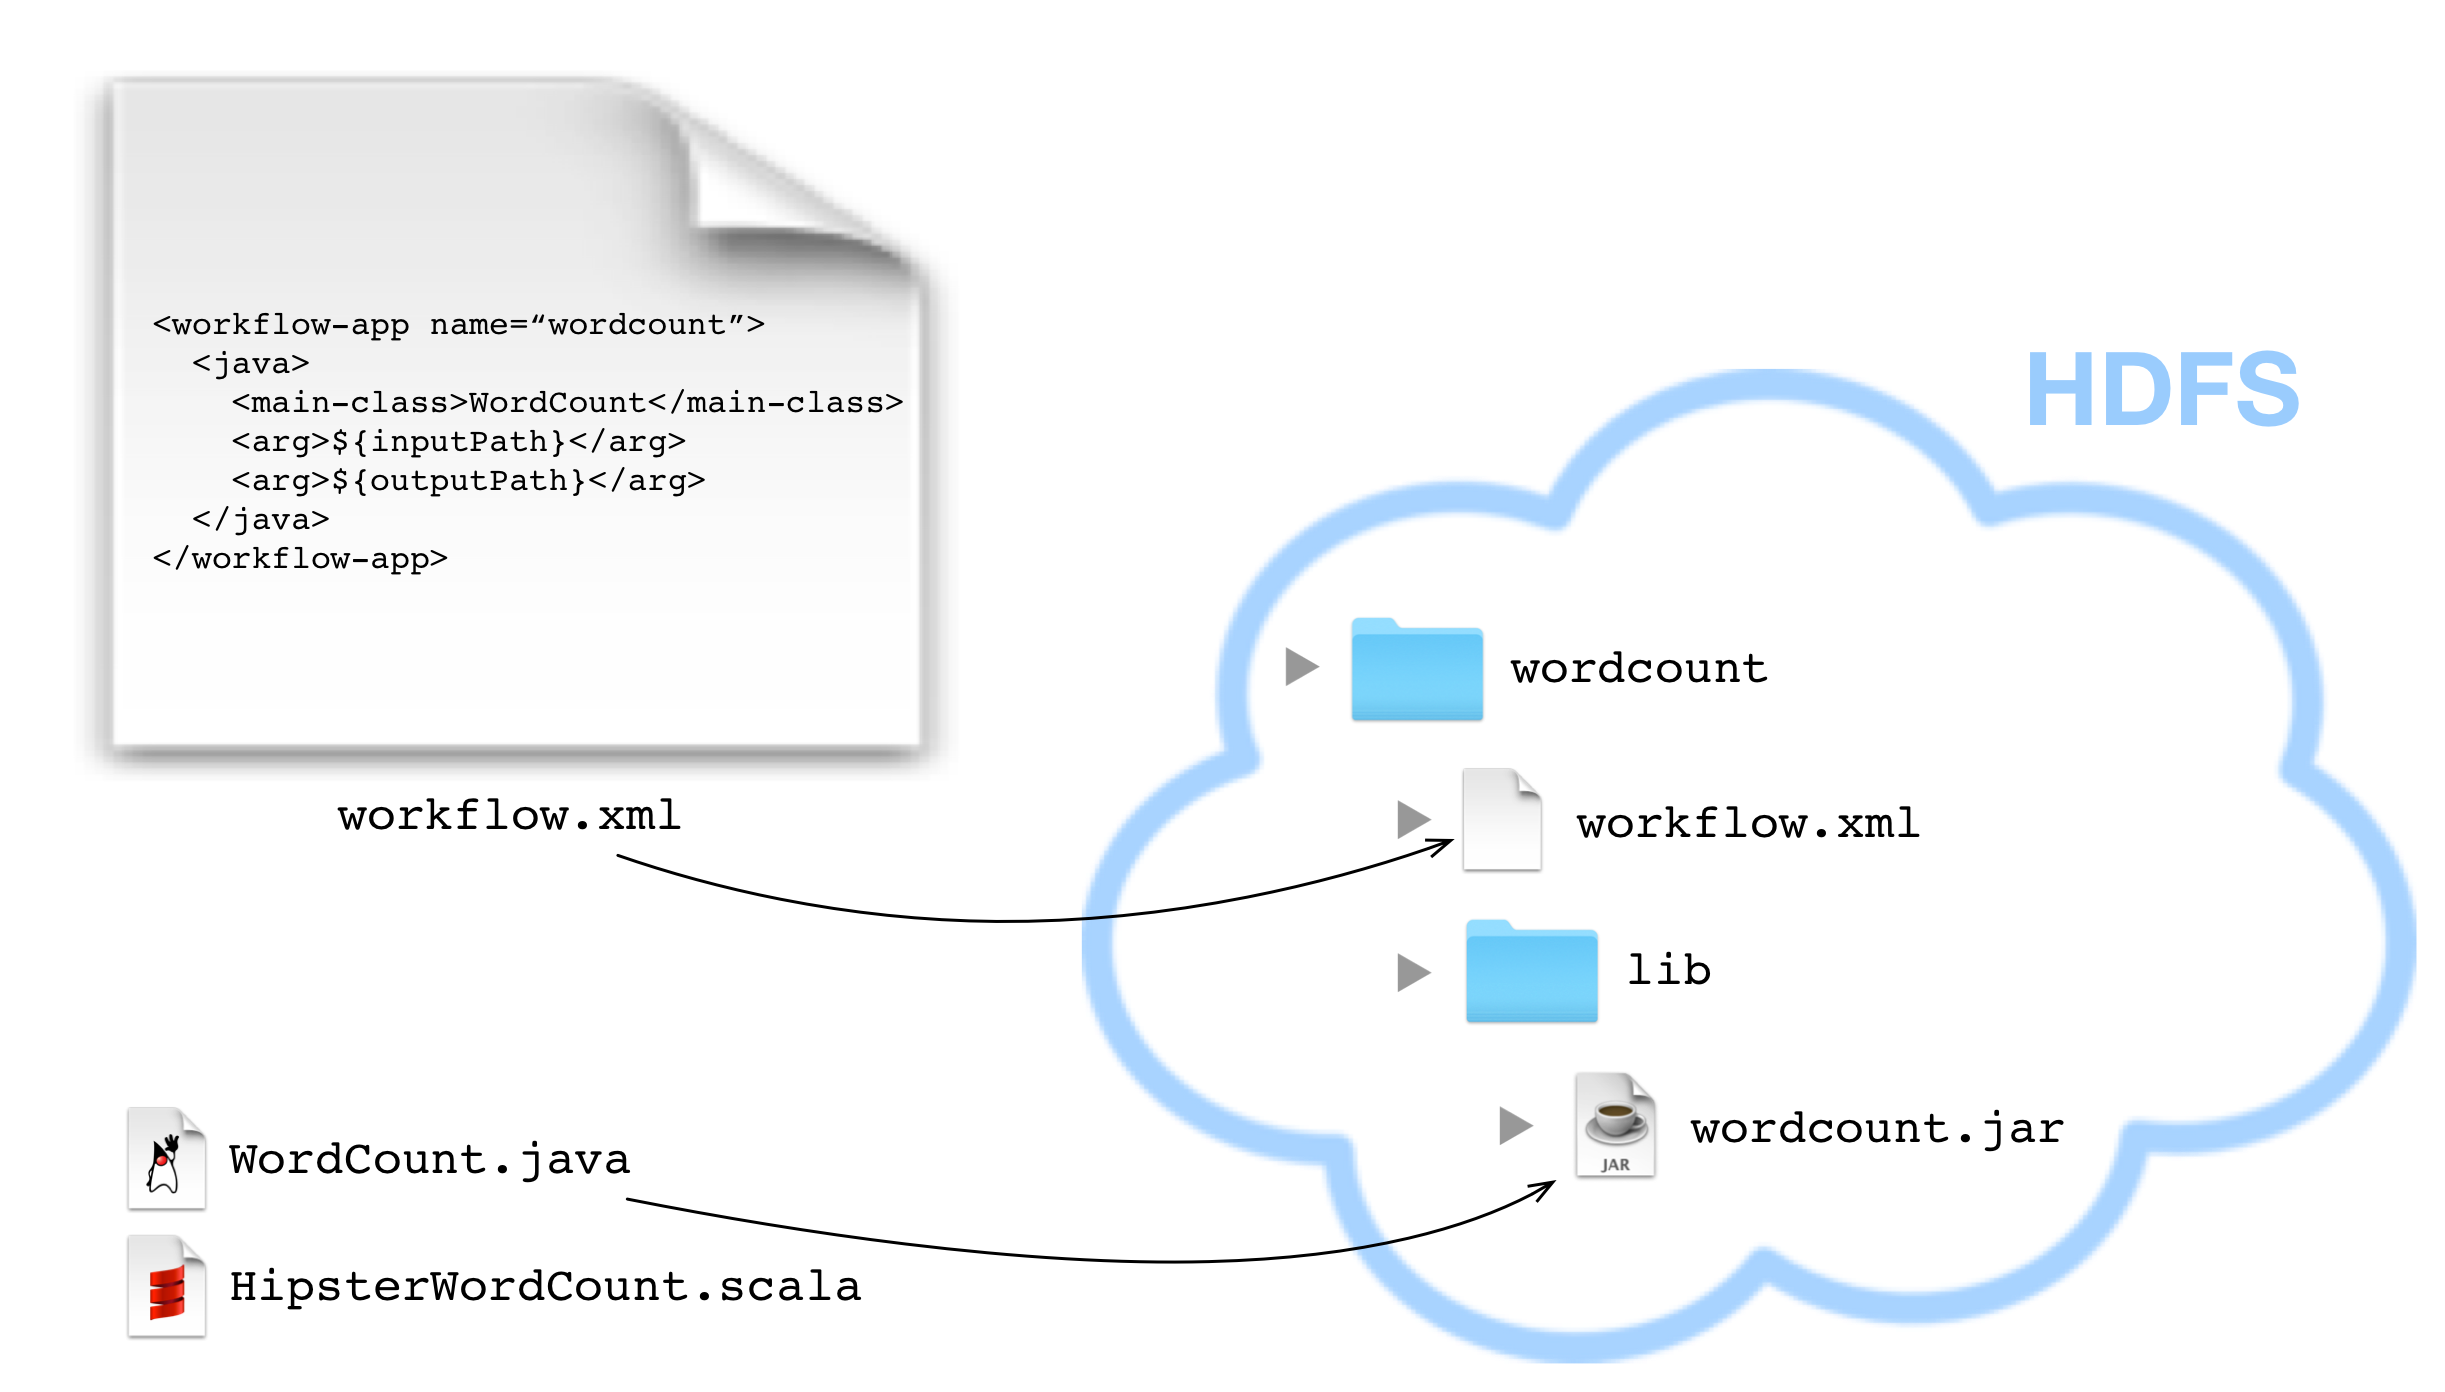 <workflow-app name=“wordcount”>
  <java>
    <main-class>WordCount</main-class>
    <arg>${inputPath}</arg>
    <arg>${outputPath}</arg>
  </java>
</workflow-app>
workflow.xml
WordCount.java
HipsterWordCount.scala
HDFS
wordcount
workflow.xml
lib
wordcount.jar
JAR